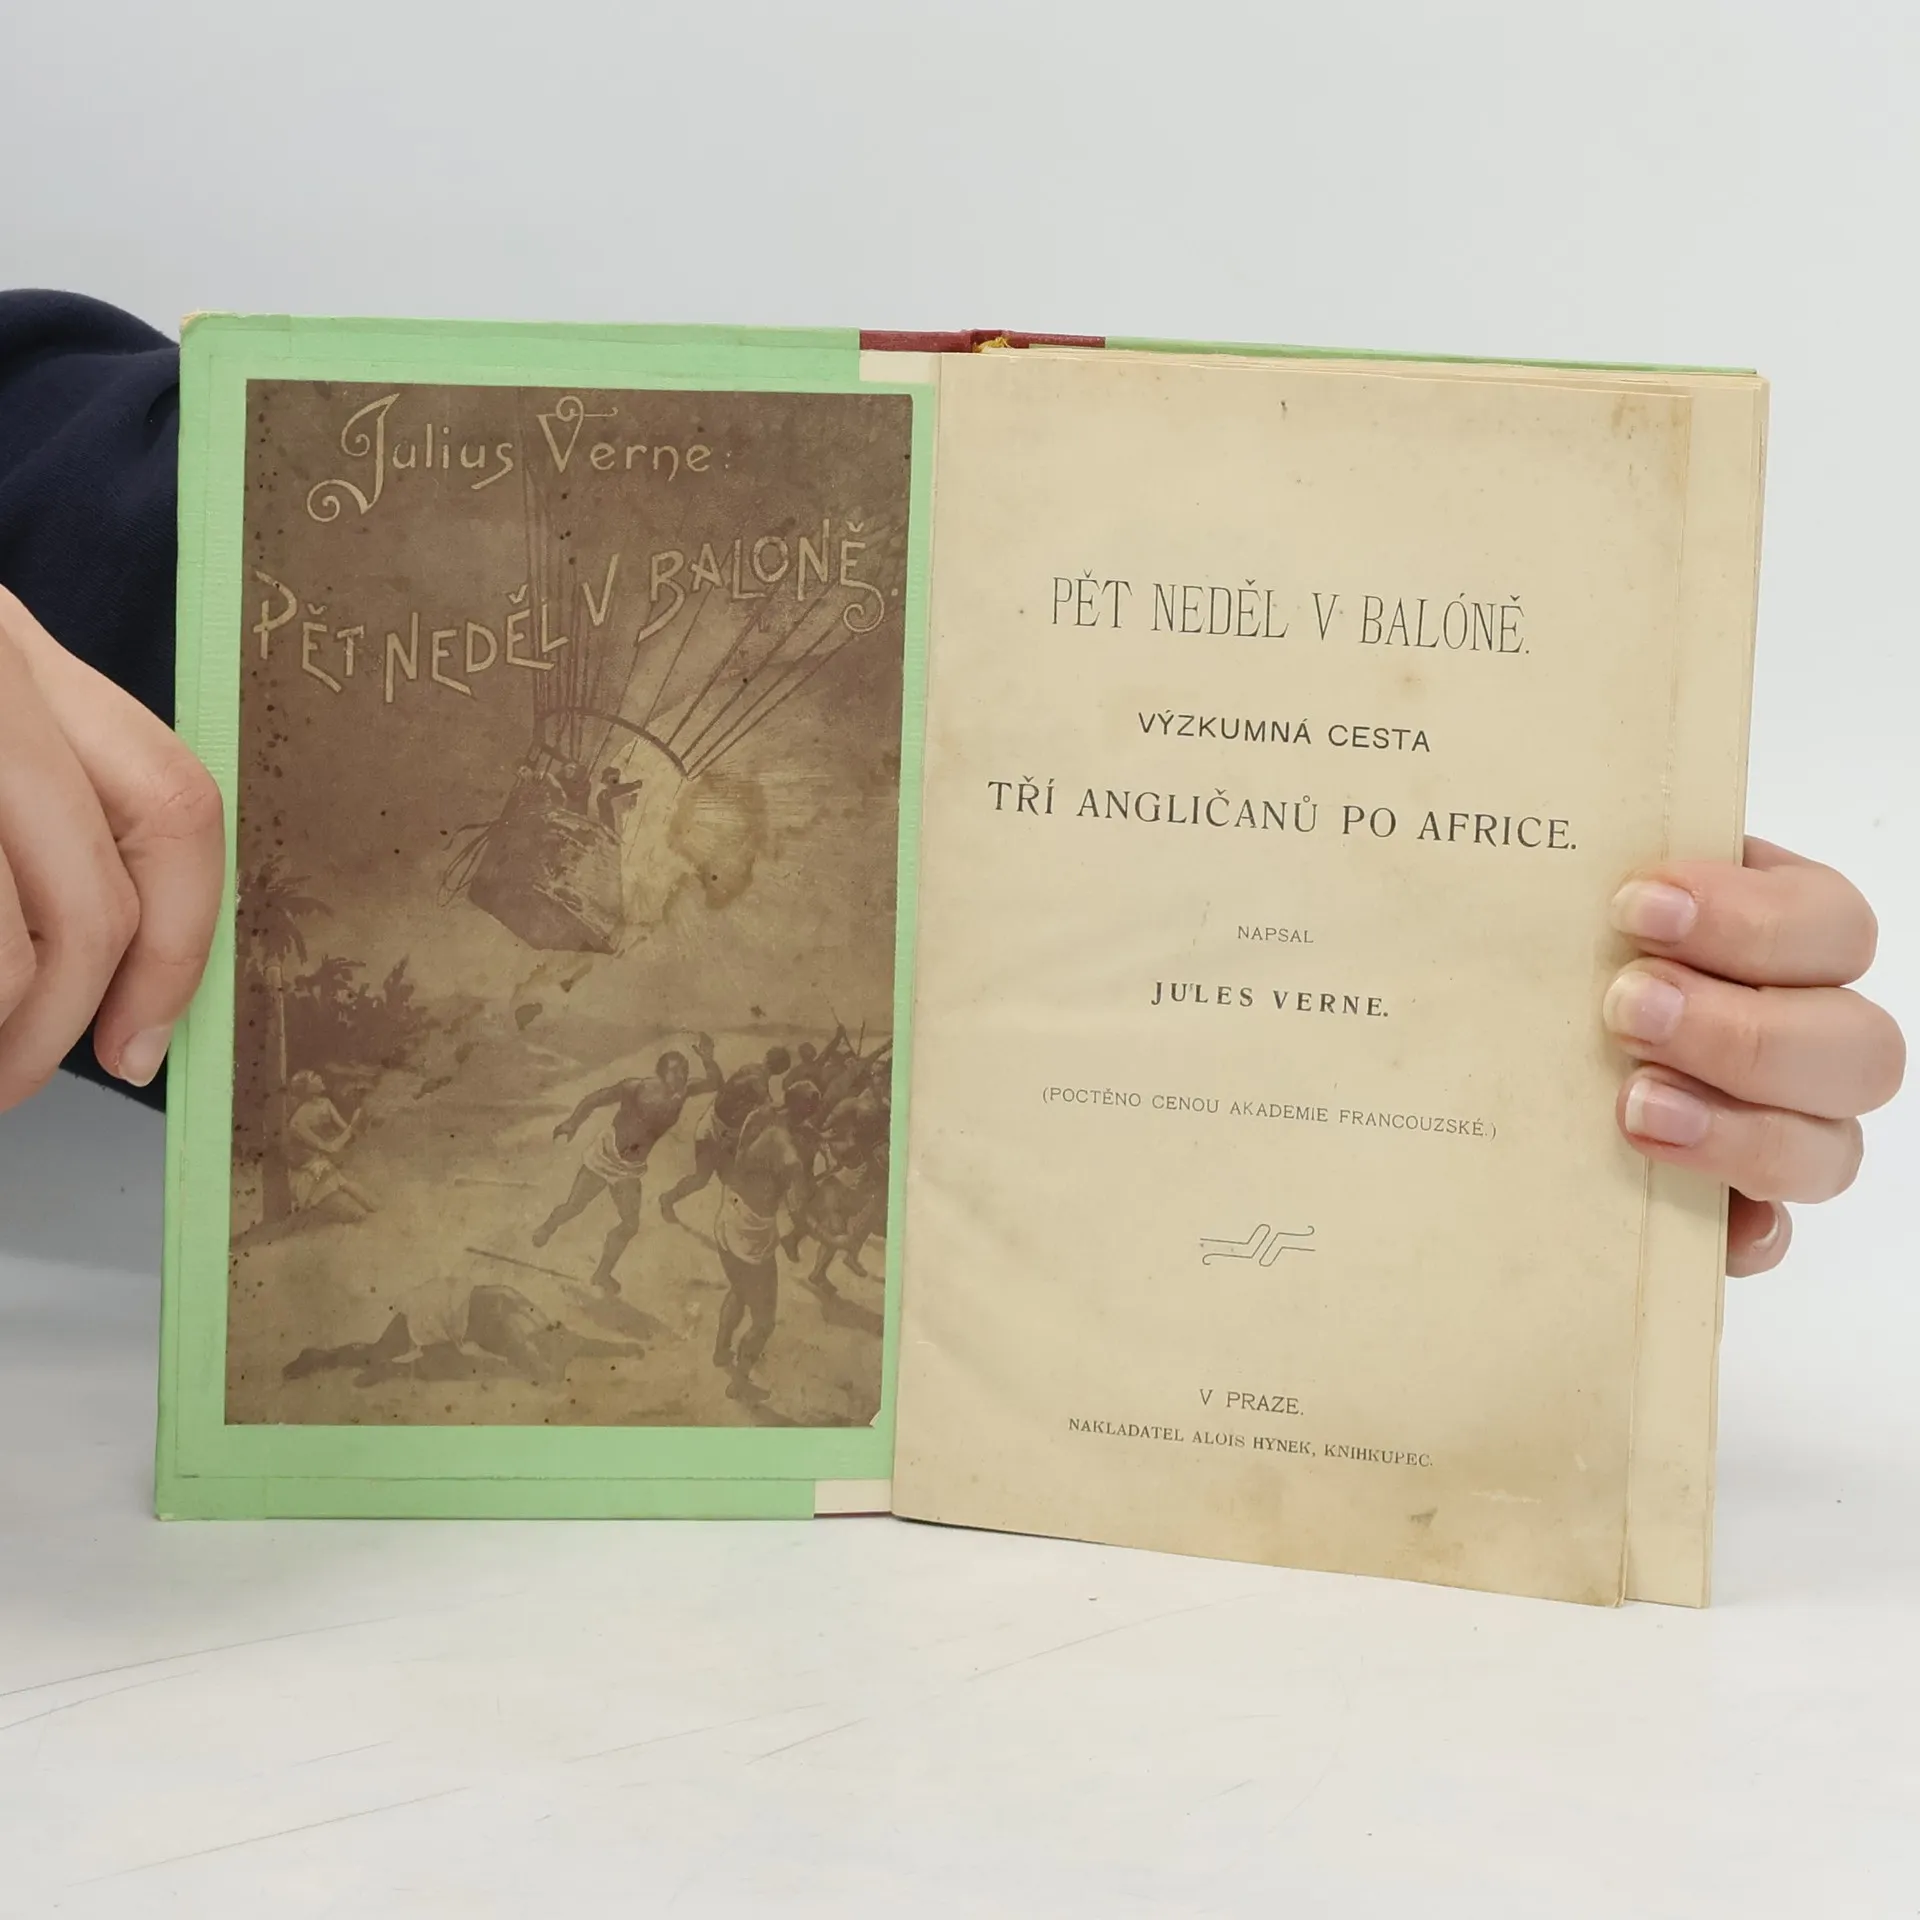 Julius Verne:
PĚT NEDĚL V BALONĚ.
PĚT NEDĚL V BALÓNĚ.
VÝZKUMNÁ CESTA
TŘÍ ANGLIČANŮ PO AFRICE.
NAPSAL
JULES VERNE.
(POCTĚNO CENOU AKADEMIE FRANCOUZSKÉ.)
V PRAZE.
NAKLADATEL ALOIS HYNEK, KNIHKUPEC.